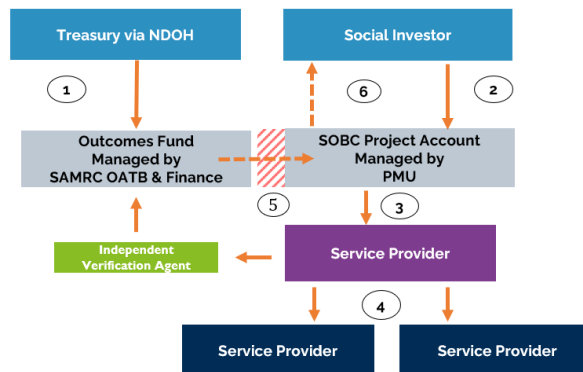 Treasury via NDOH
Social Investor
1
6
2
Outcomes Fund
Managed by
SAMRC OATB & Finance
SOBC Project Account
Managed by
PMU
5
3
Independent
Verification Agent
Service Provider
4
Service Provider
Service Provider